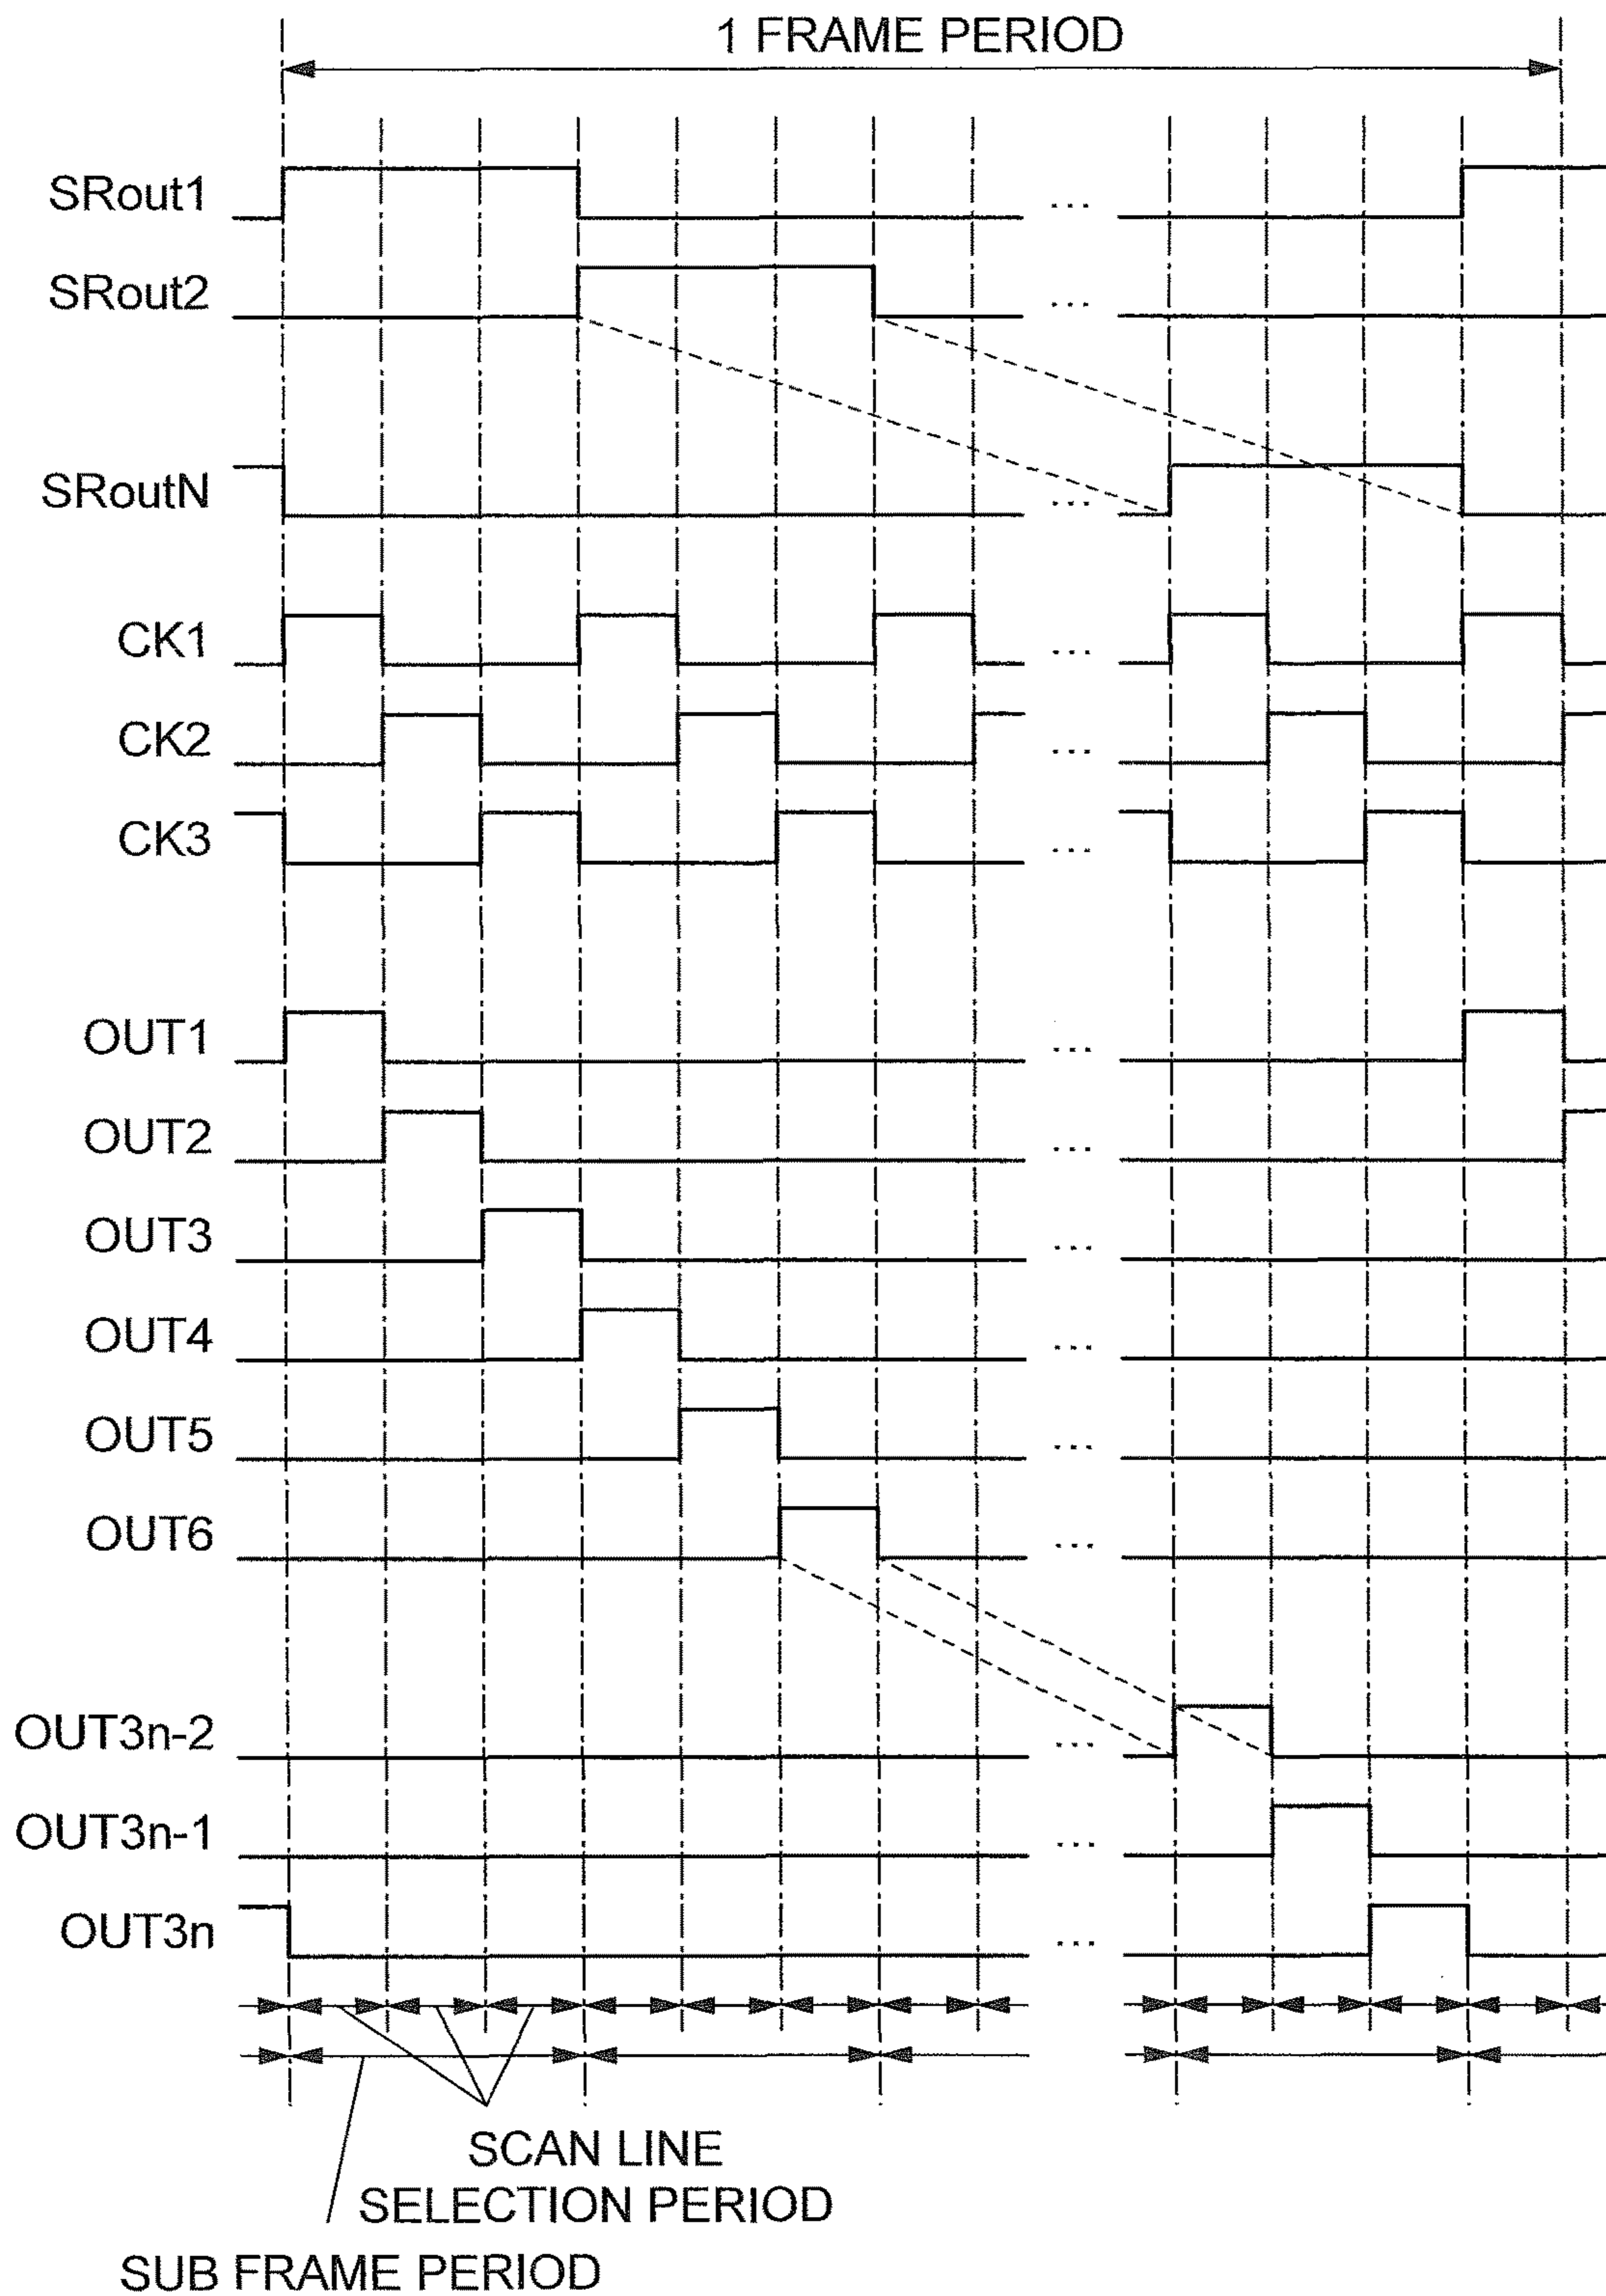 1 FRAME PERIOD
SRout1
...
SRout2
...
SRoutN
...
CK1
...
CK2
...
CK3
...
OUT1
...
OUT2
...
OUT3
...
OUT4
...
OUT5
...
OUT6
...
OUT3n-2
...
OUT3n-1
...
OUT3n
...
SCAN LINE
SELECTION PERIOD
SUB FRAME PERIOD